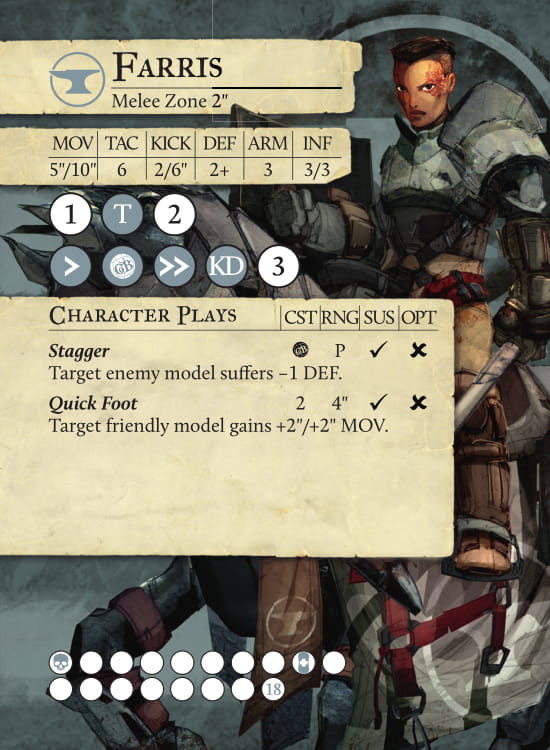 Farris
Melee Zone 2"
MOV TAC KICK DEF ARM INF
5"/10" 6 2/6" 2+ 3 3/3
1 T 2
> GB >> KD 3
Character Plays CST RNG SUS OPT
Stagger GB P ✓ ✘
Target enemy model suffers −1 DEF.
Quick Foot 2 4" ✓ ✘
Target friendly model gains +2"/+2" MOV.
18